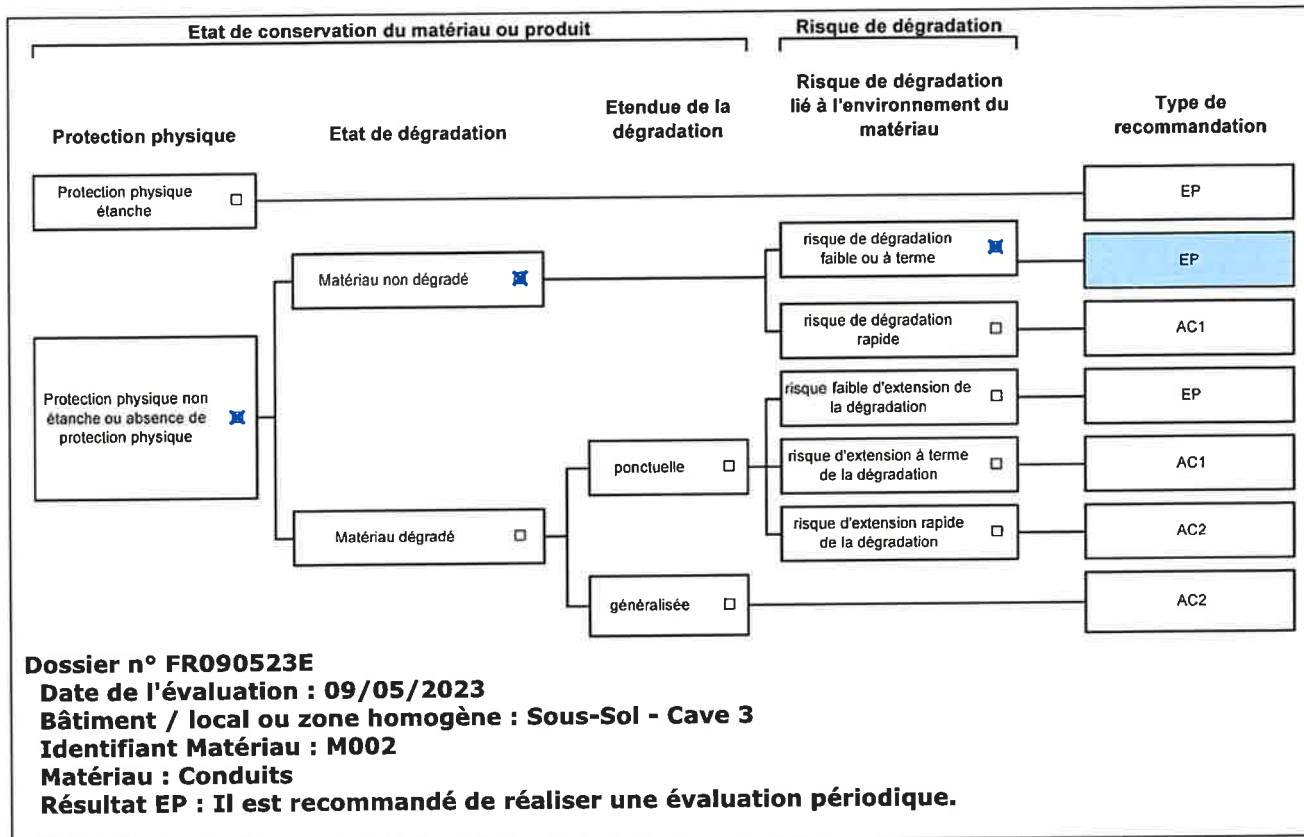 Etat de conservation du matériau ou produit
Risque de dégradation
Protection physique
Etat de dégradation
Etendue de la
dégradation
Risque de dégradation
lié à l'environnement du
matériau
Type de
recommandation
Protection physique
étanche
EP
risque de dégradation
faible ou à terme
EP
Matériau non dégradé
risque de dégradation
rapide
AC1
Protection physique non
étanche ou absence de
protection physique
risque faible d'extension de
la dégradation
EP
ponctuelle
risque d'extension à terme
de la dégradation
AC1
Matériau dégradé
risque d'extension rapide
de la dégradation
AC2
généralisée
AC2
Dossier n° FR090523E
Date de l'évaluation : 09/05/2023
Bâtiment / local ou zone homogène : Sous-Sol - Cave 3
Identifiant Matériau : M002
Matériau : Conduits
Résultat EP : Il est recommandé de réaliser une évaluation périodique.